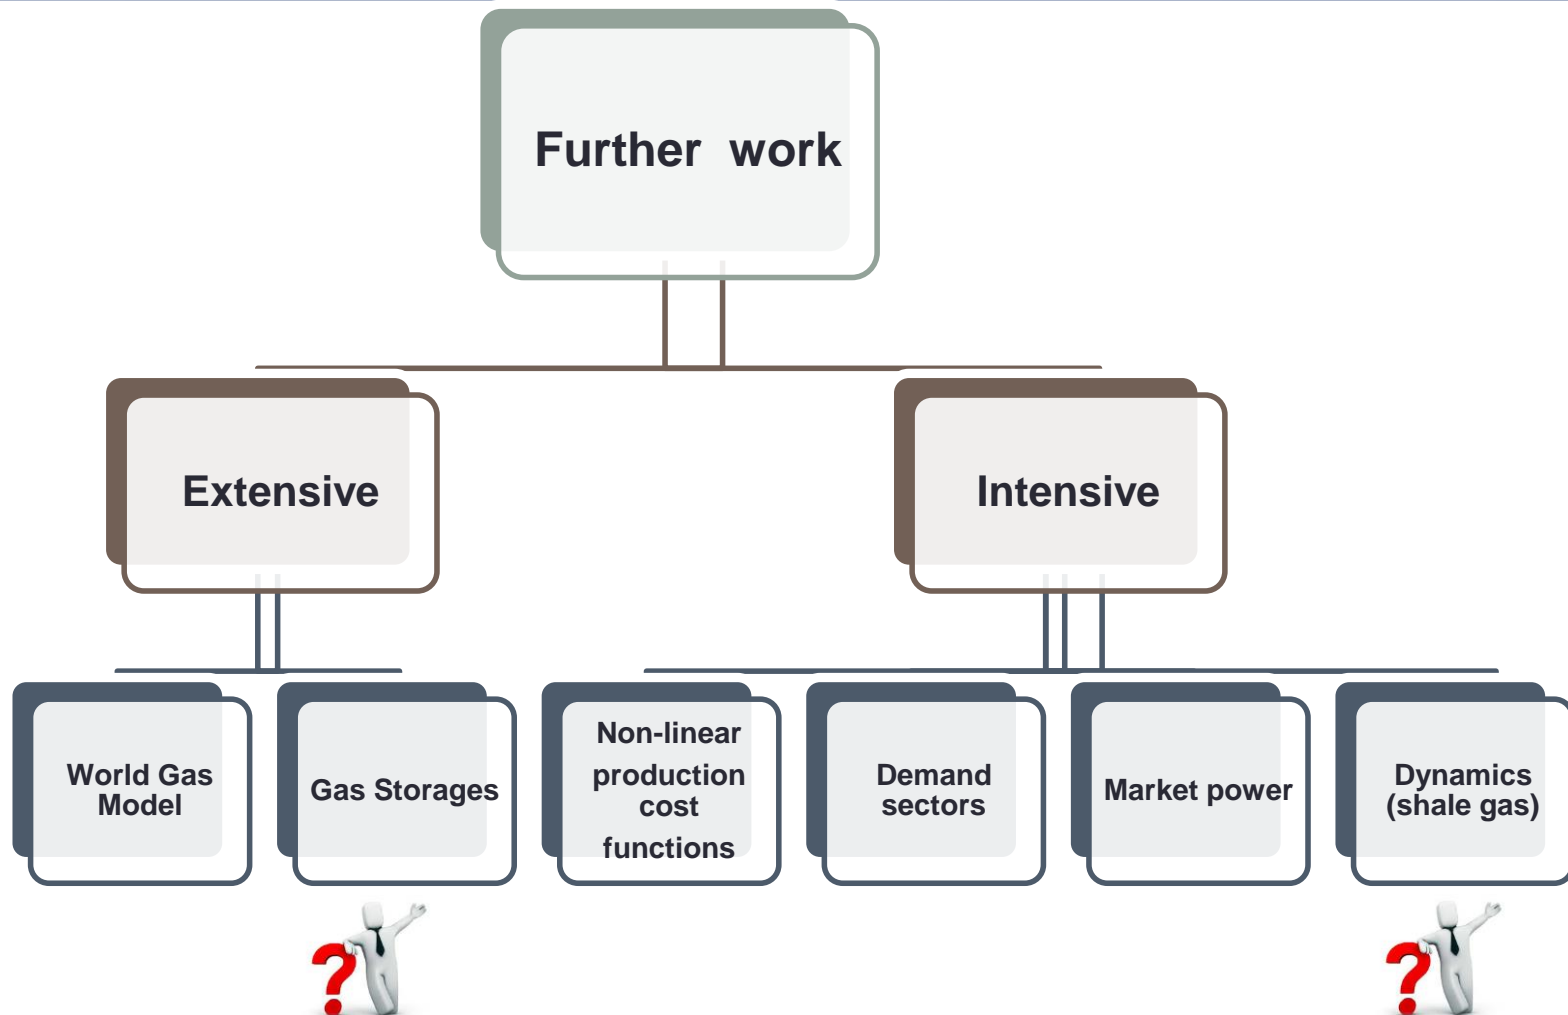 Further work
Extensive
Intensive
World Gas
Model
Gas Storages
Non-linear
production
cost
functions
Demand
sectors
Market power
Dynamics
(shale gas)
?
?